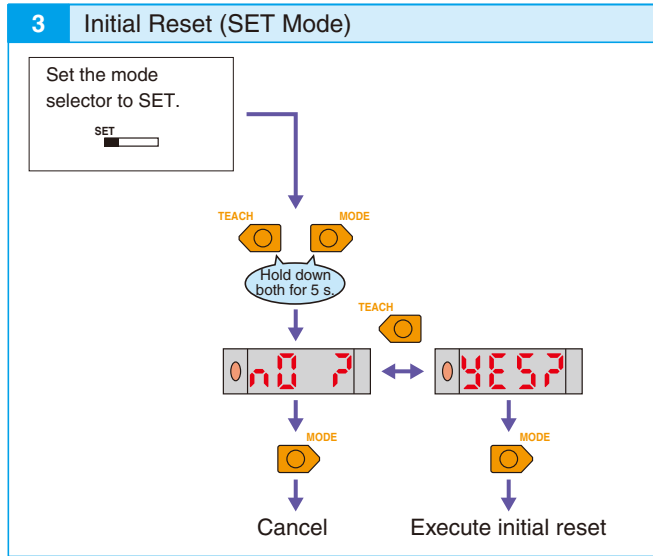 3 Initial Reset (SET Mode)
Set the mode
selector to SET.
SET
TEACH MODE
Hold down
both for 5 s.
TEACH
nO ? YES?
MODE MODE
Cancel Execute initial reset